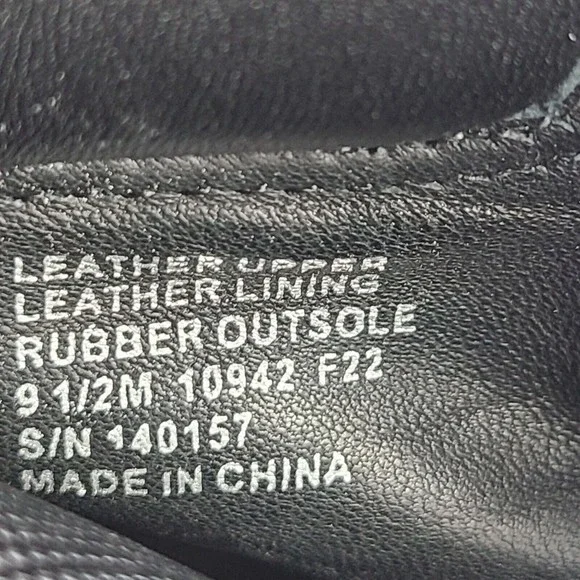 LEATHER UPPER
LEATHER LINING
RUBBER OUTSOLE
9 1/2M 10942 F22
S/N 140157
MADE IN CHINA